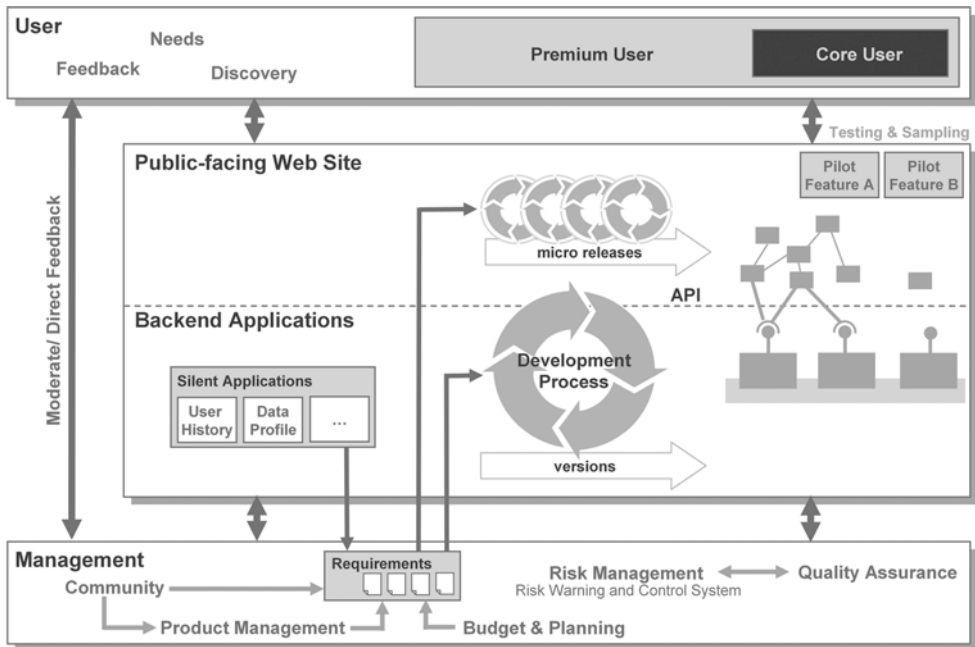 User
Needs
Feedback
Discovery
Premium User
Core User
Testing & Sampling
Moderate/ Direct Feedback
Public-facing Web Site
Pilot
Feature A
Pilot
Feature B
micro releases
API
Backend Applications
Development
Process
Silent Applications
User
History
Data
Profile
...
versions
Management
Requirements
Community
Risk Management
Risk Warning and Control System
Quality Assurance
Product Management
Budget & Planning